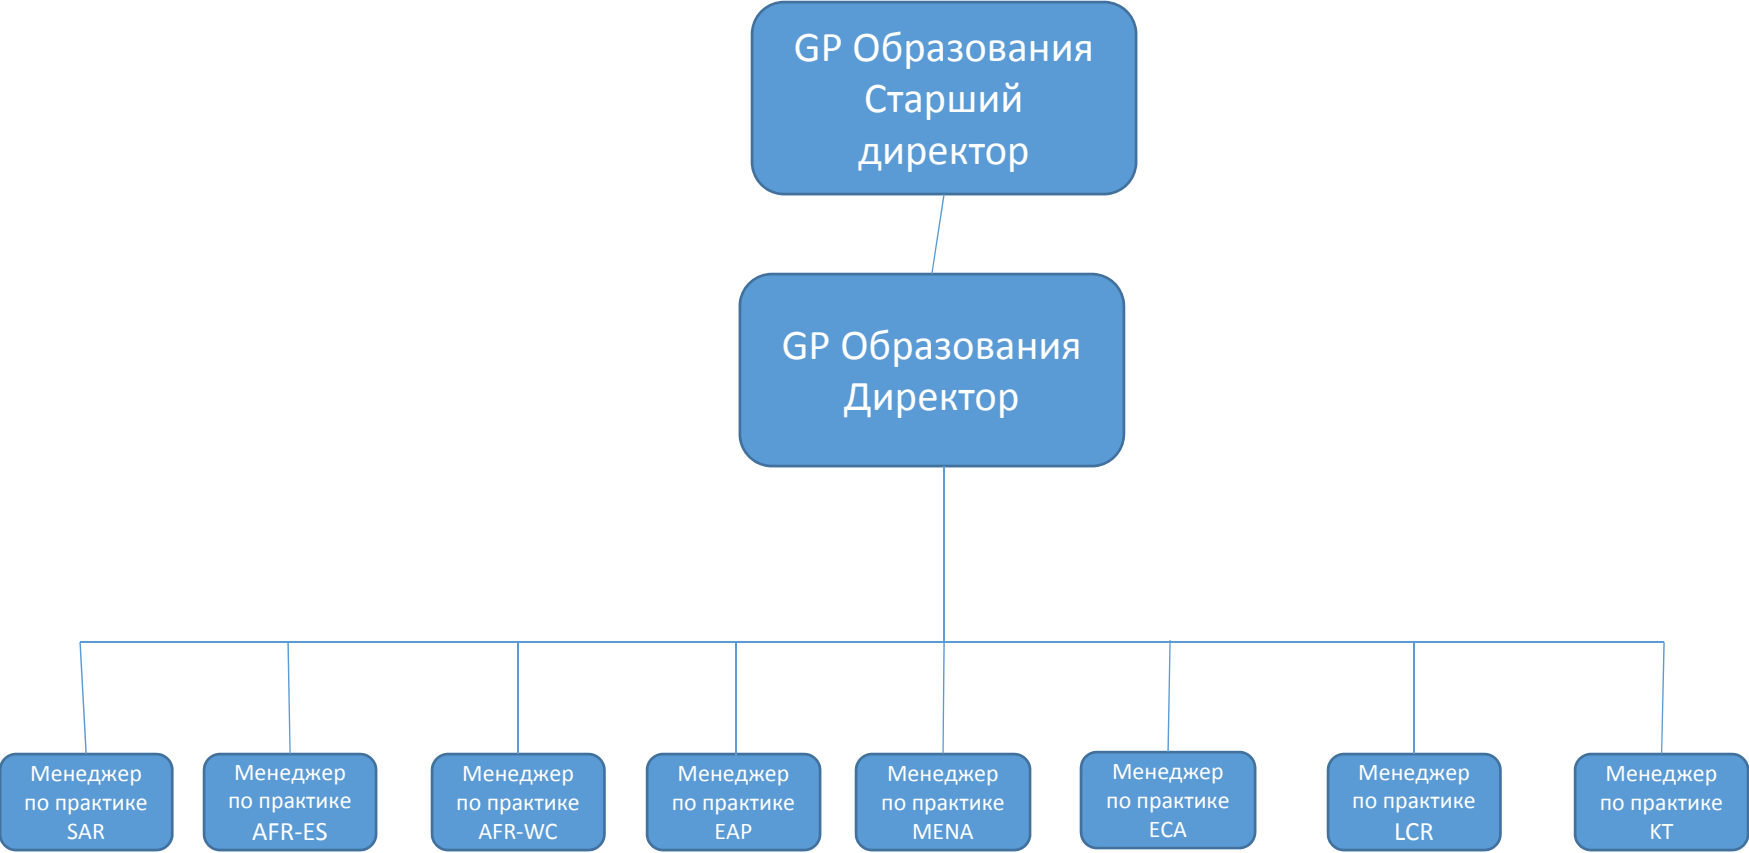 GP Образования
Старший
директор
GP Образования
Директор
Менеджер
по практике
SAR
Менеджер
по практике
AFR-ES
Менеджер
по практике
AFR-WC
Менеджер
по практике
EAP
Менеджер
по практике
MENA
Менеджер
по практике
ECA
Менеджер
по практике
LCR
Менеджер
по практике
KT